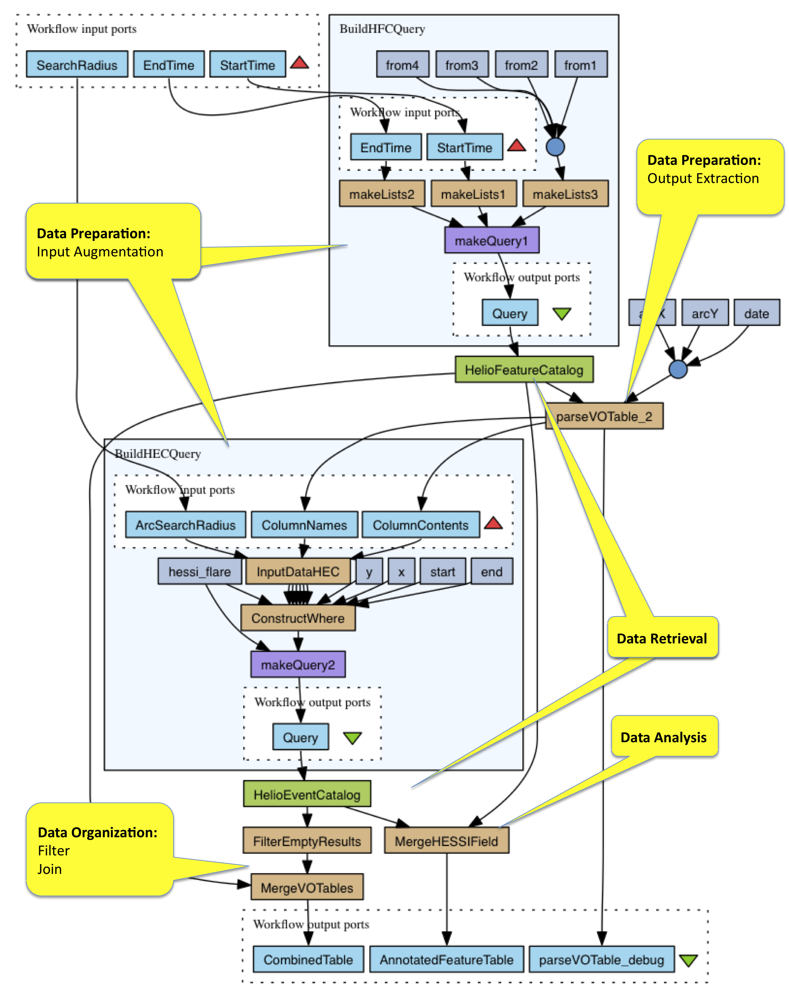 Workflow input ports
SearchRadius
EndTime
StartTime
BuildHFCQuery
from4
from3
from2
from1
Workflow input ports
EndTime
StartTime
makeLists2
makeLists1
makeLists3
makeQuery1
Workflow output ports
Query
Data Preparation:
Output Extraction
Data Preparation:
Input Augmentation
arcY
date
HelioFeatureCatalog
parseVOTable_2
BuildHECQuery
Workflow input ports
ArcSearchRadius
ColumnNames
ColumnContents
hessi_flare
InputDataHEC
y
x
start
end
ConstructWhere
makeQuery2
Workflow output ports
Query
Data Retrieval
Data Analysis
HelioEventCatalog
FilterEmptyResults
MergeHESSIField
Data Organization:
Filter
Join
MergeVOTables
Workflow output ports
CombinedTable
AnnotatedFeatureTable
parseVOTable_debug